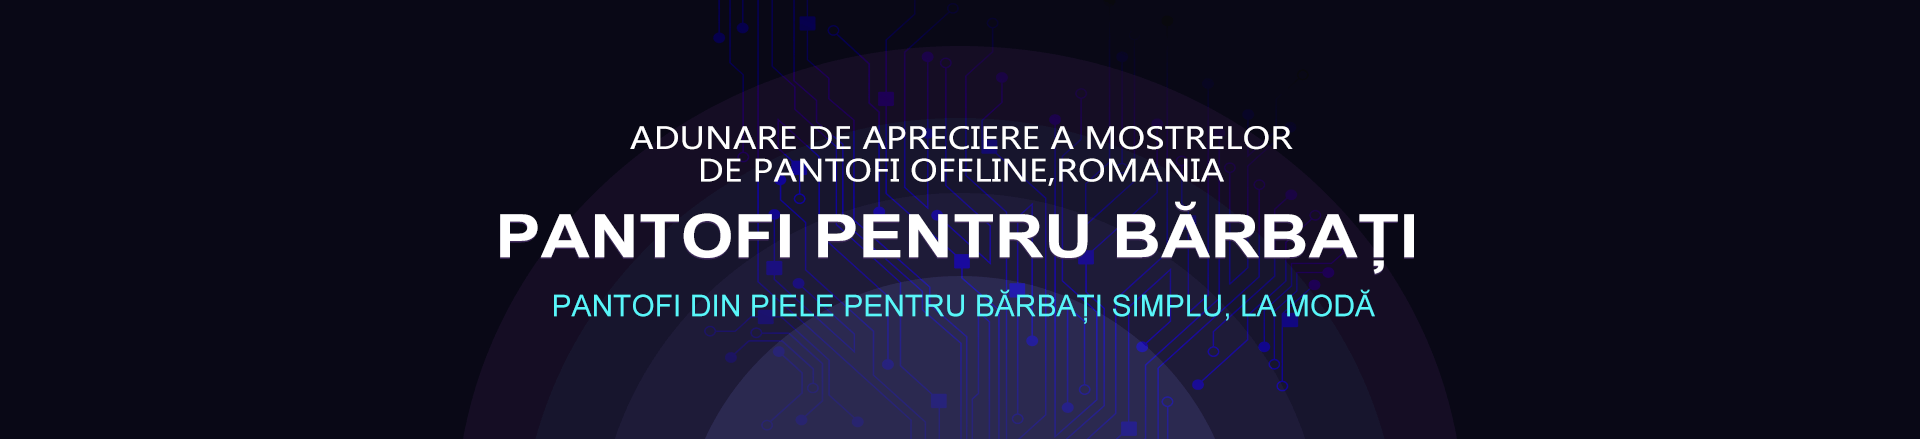 ADUNARE DE APRECIERE A MOSTRELOR
DE PANTOFI OFFLINE,ROMANIA
PANTOFI PENTRU BĂRBAȚI
PANTOFI DIN PIELE PENTRU BĂRBAȚI SIMPLU, LA MODĂ